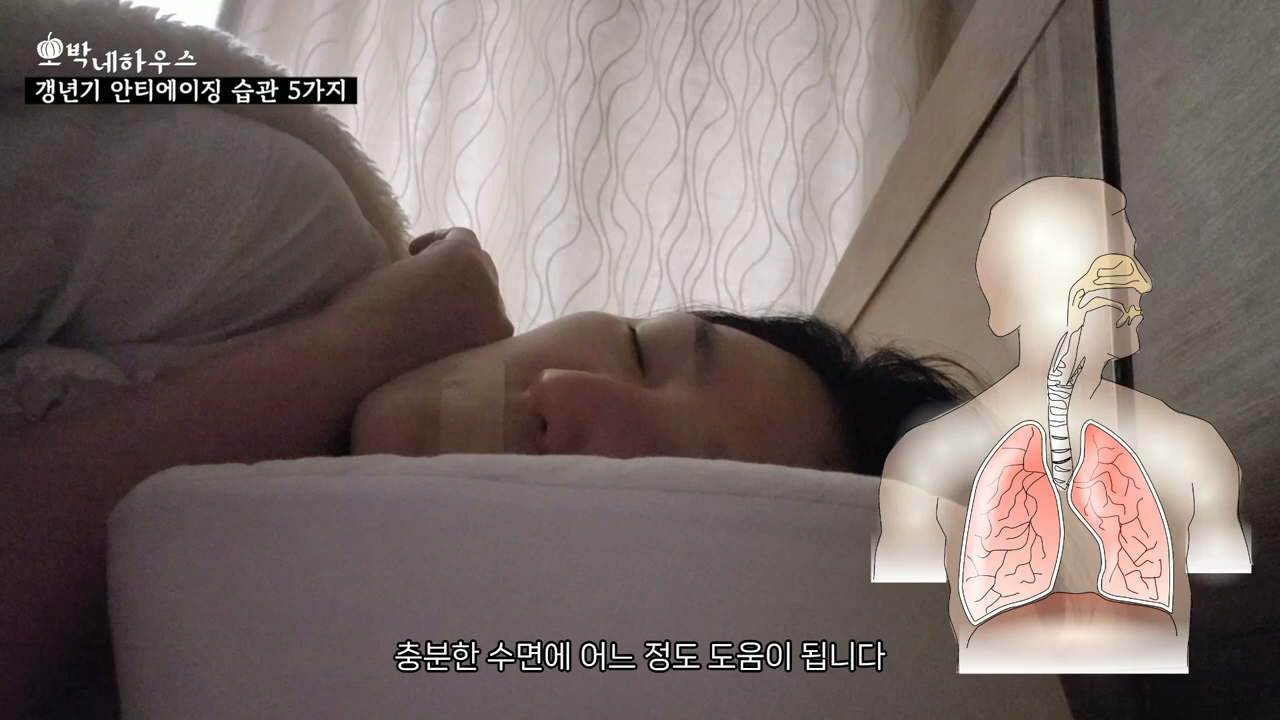 호박네하우스
갱년기 안티에이징 습관 5가지
충분한 수면에 어느 정도 도움이 됩니다